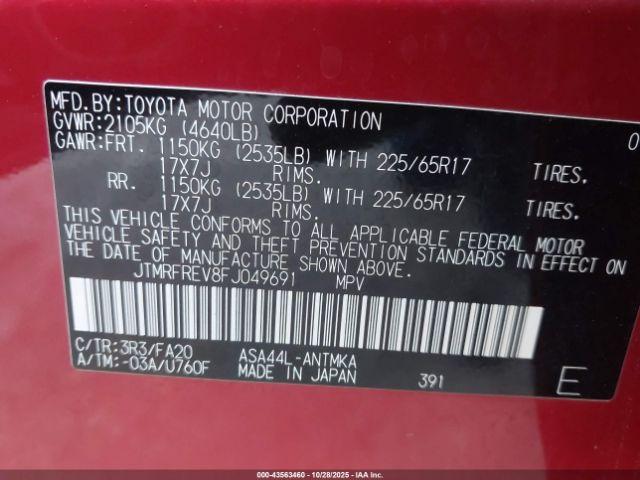 MFD.BY:TOYOTA MOTOR CORPORATION 0
GVWR:2105KG (4640LB)
GAWR:FRT. 1150KG (2535LB) WITH 225/65R17 TIRES.
17X7J RIMS.
RR. 1150KG (2535LB) WITH 225/65R17 TIRES.
17X7J RIMS.
THIS VEHICLE CONFORMS TO ALL APPLICABLE FEDERAL MOTOR
VEHICLE SAFETY AND THEFT PREVENTION STANDARDS IN EFFECT ON
THE DATE OF MANUFACTURE SHOWN ABOVE.
JTMRFREV8FJ049691 MPV
C/TR:3R3/FA20 ASA44L-ANTMKA
A/TM:-03A/U760F MADE IN JAPAN 391 E
000-43563460 | 10/28/2025 | Copart, Inc.